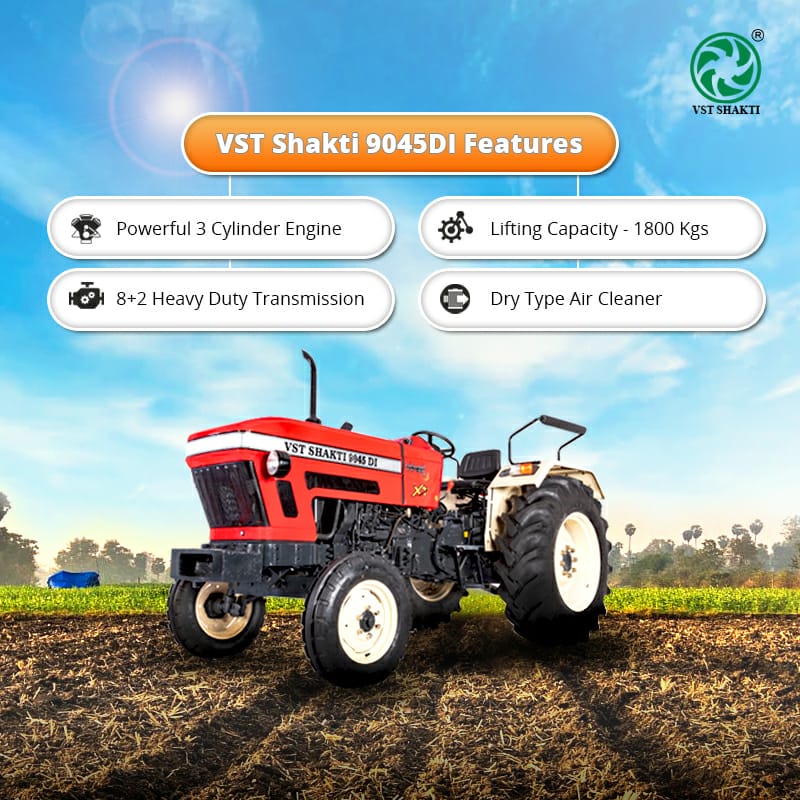 ®
VST SHAKTI
VST Shakti 9045DI Features
Powerful 3 Cylinder Engine
Lifting Capacity - 1800 Kgs
8+2 Heavy Duty Transmission
Dry Type Air Cleaner
VST SHAKTI 9045 DI